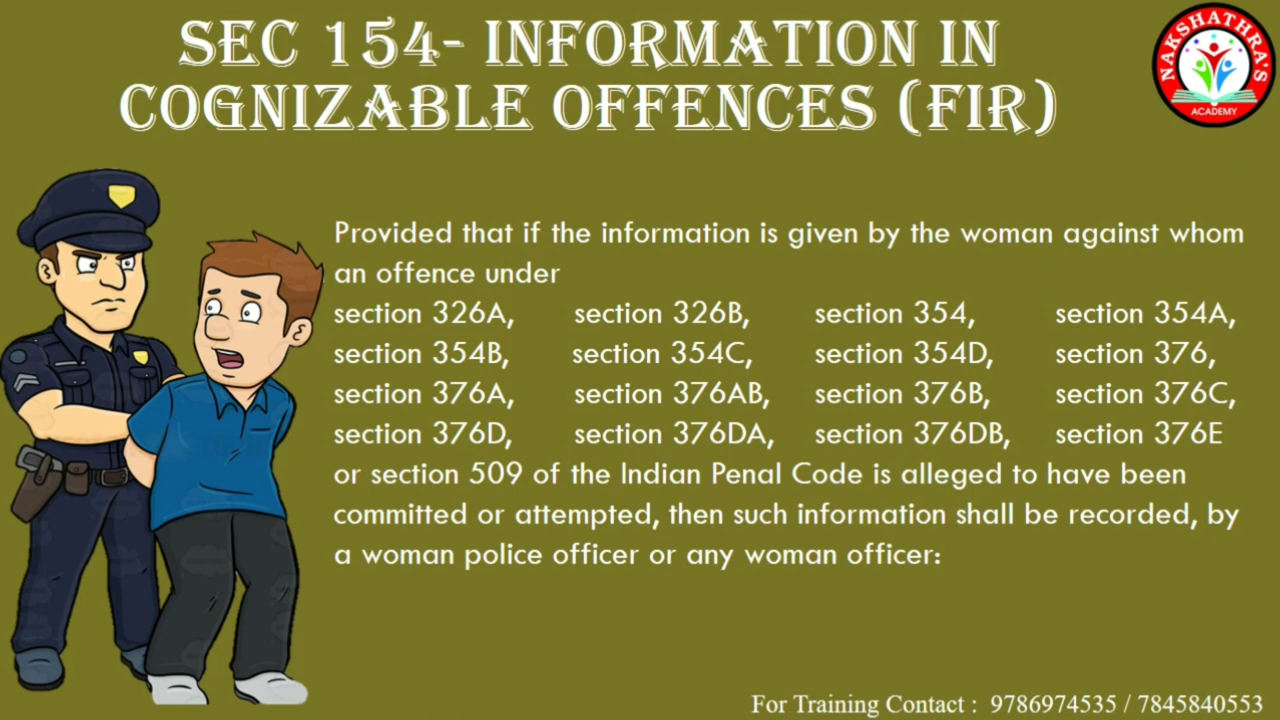 SEC 154- INFORMATION IN
COGNIZABLE OFFENCES (FIR)
NAKSHATHRA'S
ACADEMY
Provided that if the information is given by the woman against whom
an offence under
section 326A, section 326B, section 354, section 354A,
section 354B, section 354C, section 354D, section 376,
section 376A, section 376AB, section 376B, section 376C,
section 376D, section 376DA, section 376DB, section 376E
or section 509 of the Indian Penal Code is alleged to have been
committed or attempted, then such information shall be recorded, by
a woman police officer or any woman officer:
For Training Contact : 9786974535 / 7845840553